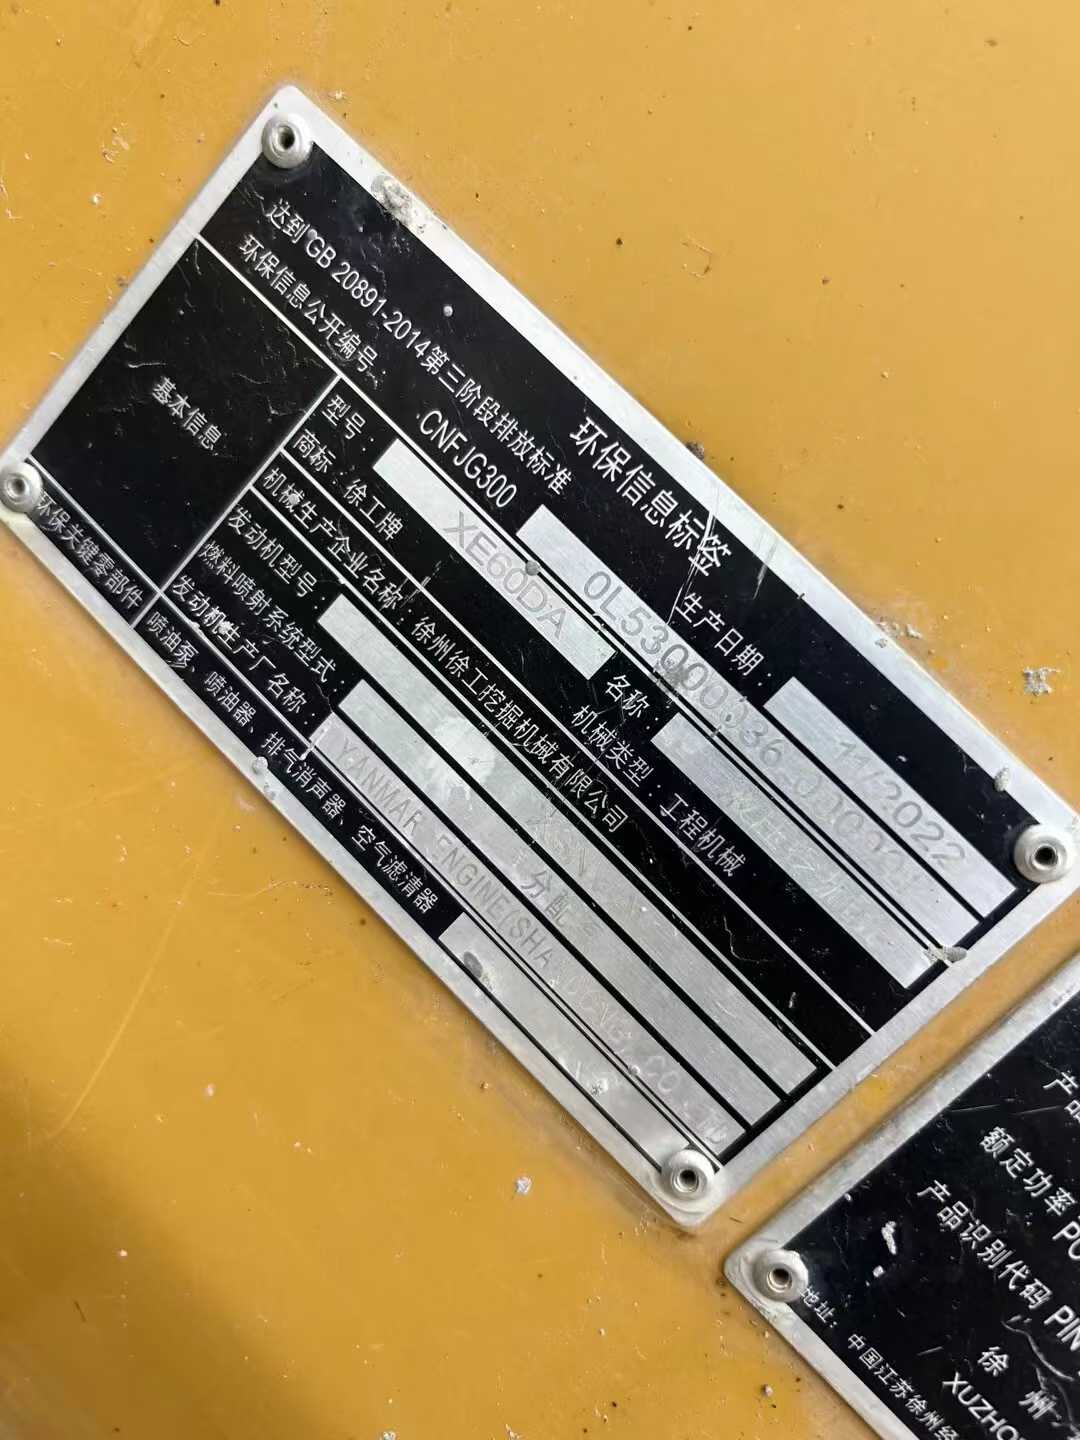 环保信息标签
达到 GB 20891-2014第三阶段排放标准
生产日期： 11/2022
环保信息公开编号： CNFJG300
基本信息
型号： XE60DA 名称：
商标：徐工牌 机械类型：工程机械
机械生产企业名称：徐州徐工挖掘机械有限公司
发动机型号：
燃料喷射系统型式： 分配
发动机生产厂名称： YANMAR ENGINE(SHANDONG) CO
环保关键零部件
喷油泵、喷油器、排气消声器、空气滤清器
产品
额定功率 PO
产品识别代码 PIN
徐 州
XUZHO
地址：中国江苏徐州经